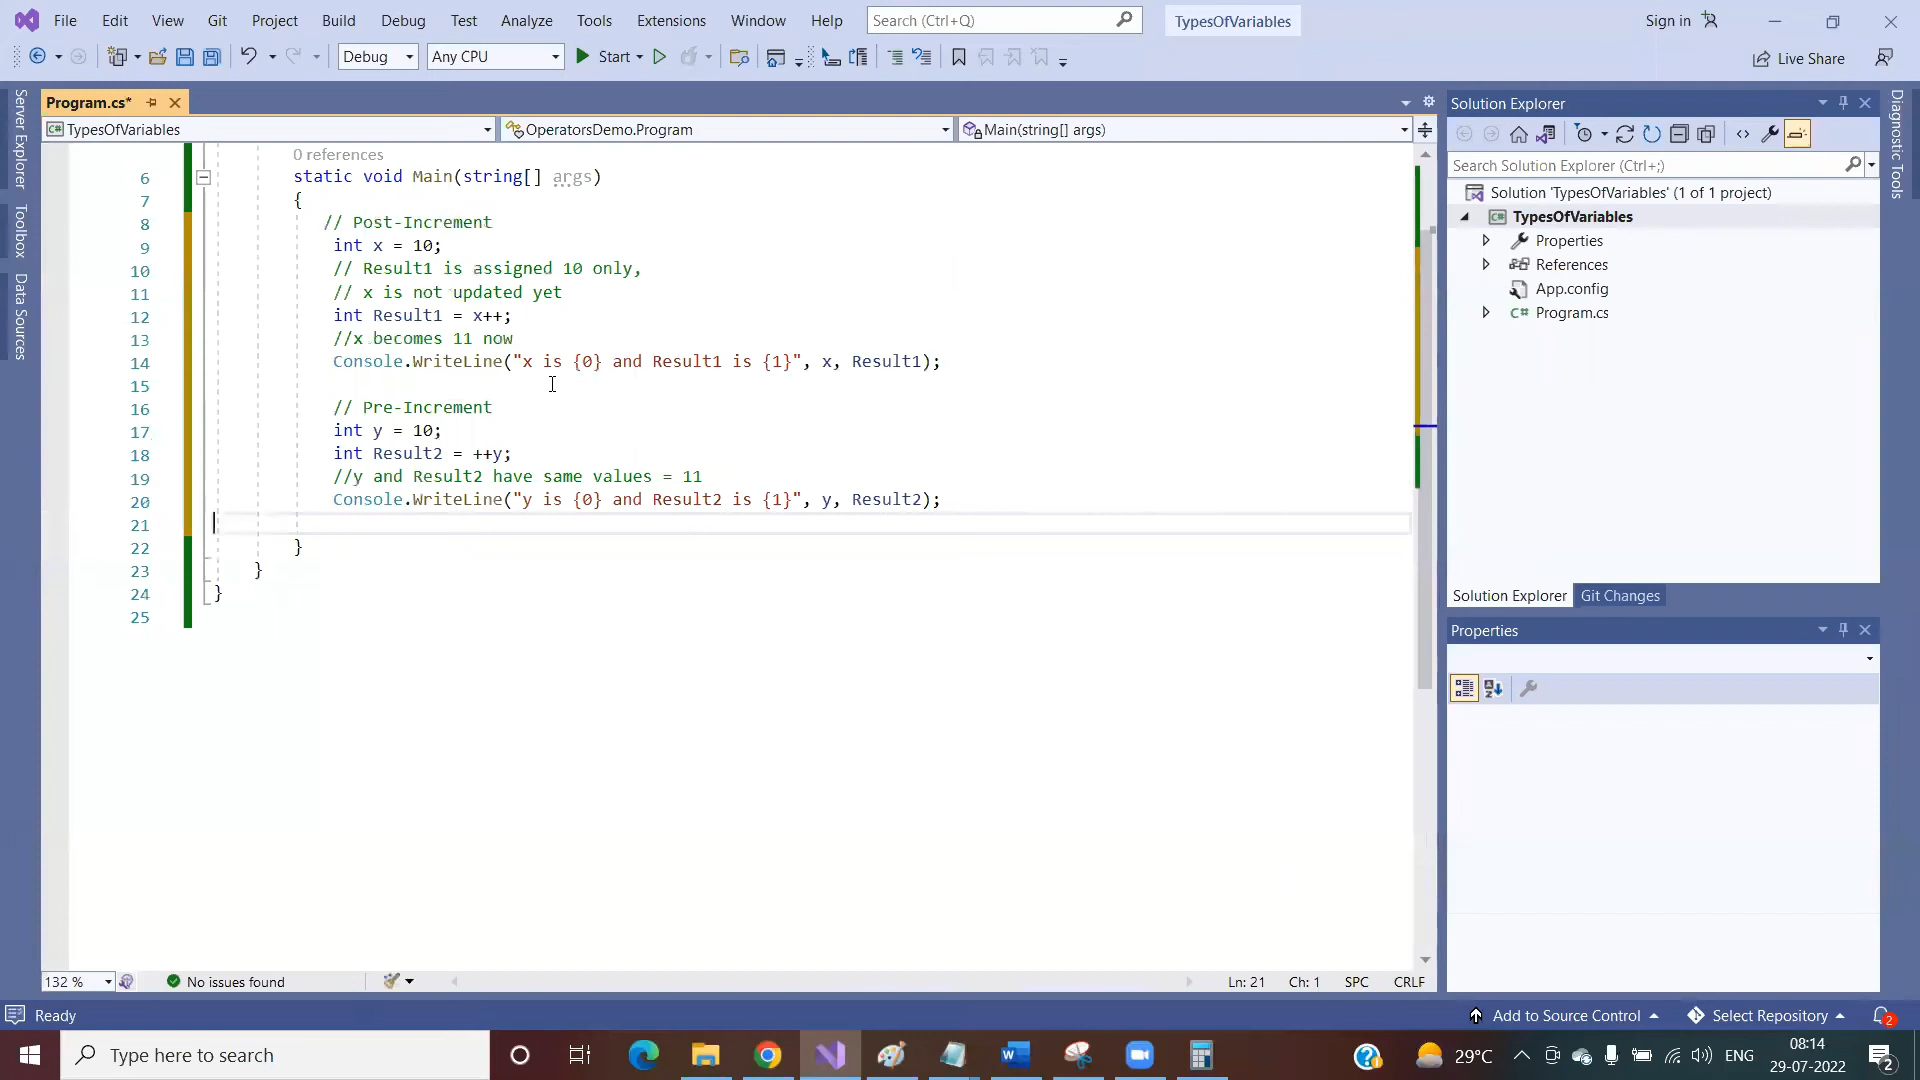 File Edit View Git Project Build Debug Test Analyze Tools Extensions Window Help Search (Ctrl+Q) TypesOfVariables Sign in
Debug Any CPU Start Live Share
Server Explorer
Toolbox
Data Sources
Program.cs*
TypesOfVariables OperatorsDemo.Program Main(string[] args)
0 references
6 static void Main(string[] args)
7 {
8 // Post-Increment
9 int x = 10;
10 // Result1 is assigned 10 only,
11 // x is not updated yet
12 int Result1 = x++;
13 //x becomes 11 now
14 Console.WriteLine("x is {0} and Result1 is {1}", x, Result1);
15
16 // Pre-Increment
17 int y = 10;
18 int Result2 = ++y;
19 //y and Result2 have same values = 11
20 Console.WriteLine("y is {0} and Result2 is {1}", y, Result2);
21
22 }
23 }
24 }
25
132 % No issues found Ln: 21 Ch: 1 SPC CRLF
Solution Explorer
Search Solution Explorer (Ctrl+;)
Solution 'TypesOfVariables' (1 of 1 project)
C# TypesOfVariables
Properties
References
App.config
C# Program.cs
Solution Explorer Git Changes
Properties
Diagnostic Tools
Ready Add to Source Control Select Repository 2
Type here to search 29°C ENG 08:14
29-07-2022 2